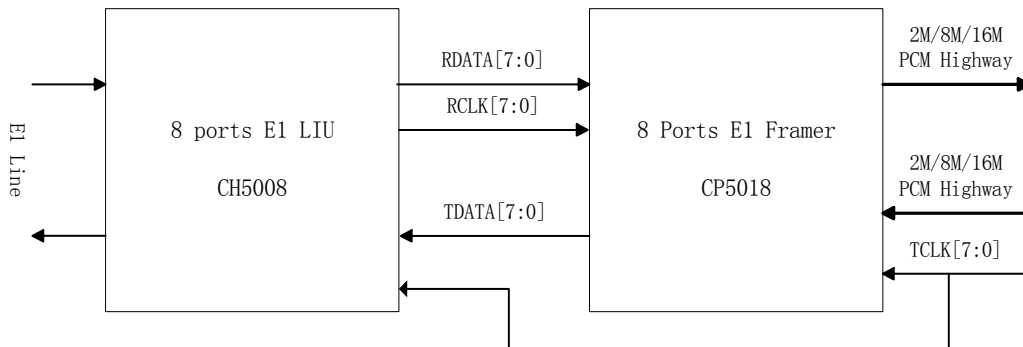 E1 Line
8 ports E1 LIU
CH5008
RDATA[7:0]
RCLK[7:0]
TDATA[7:0]
8 Ports E1 Framer
CP5018
2M/8M/16M
PCM Highway
2M/8M/16M
PCM Highway
TCLK[7:0]